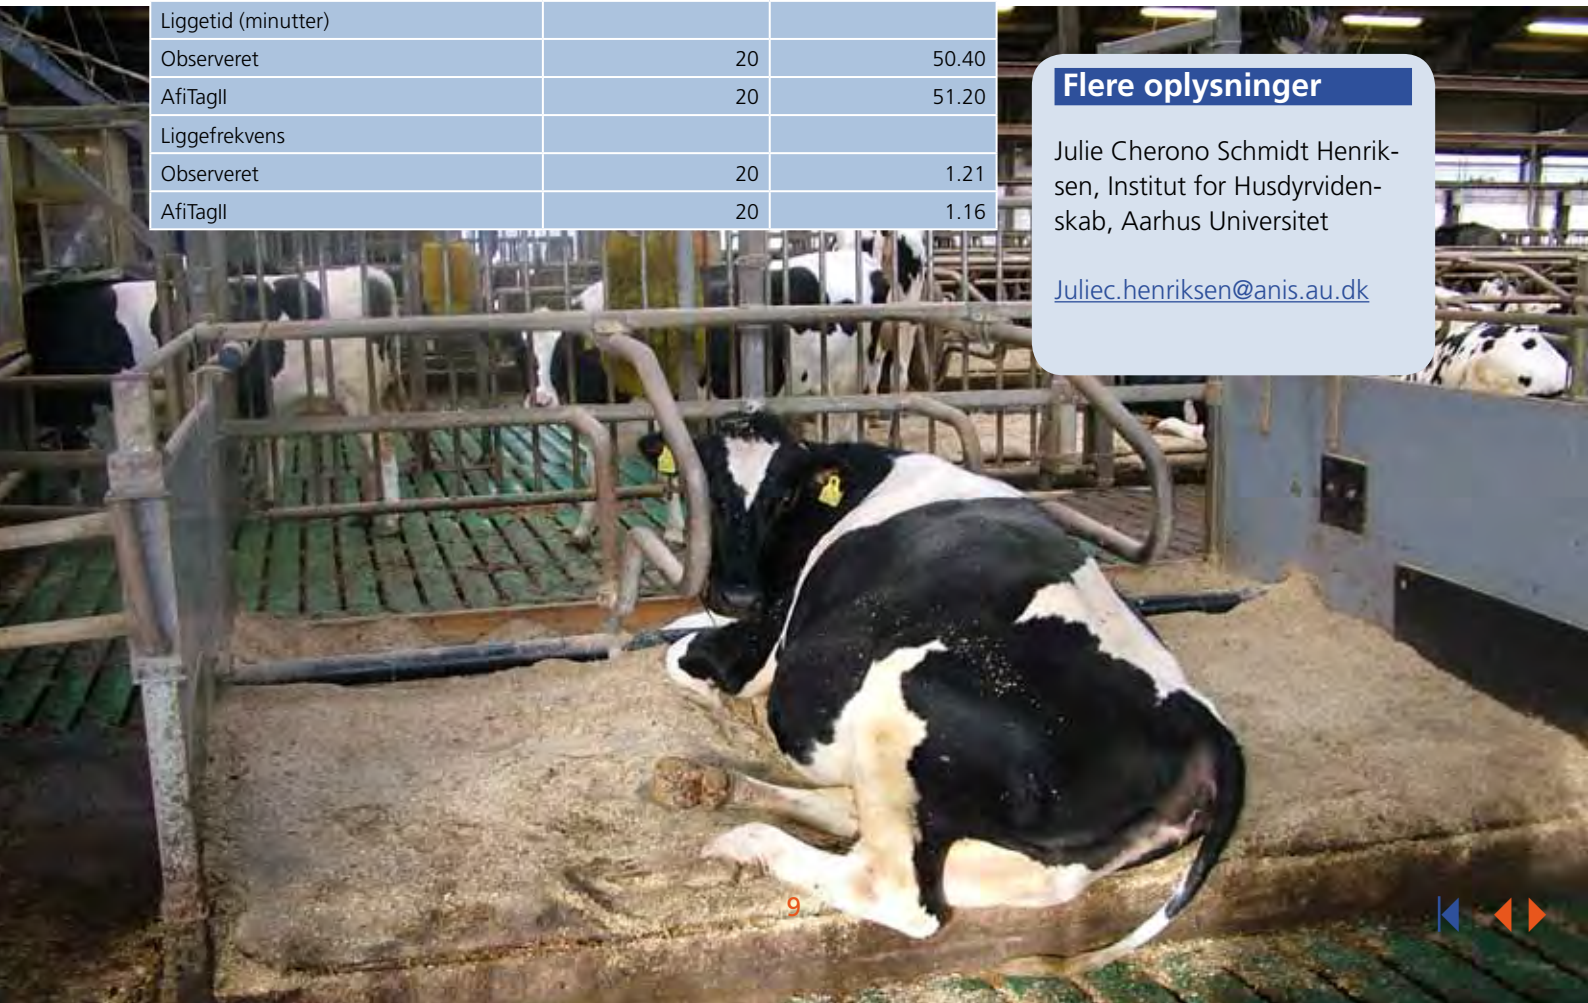 Liggetid (minutter)
Observeret 20 50.40
AfiTagII 20 51.20
Liggefrekvens
Observeret 20 1.21
AfiTagII 20 1.16
Flere oplysninger
Julie Cherono Schmidt Henrik-
sen, Institut for Husdyrviden-
skab, Aarhus Universitet
Juliec.henriksen@anis.au.dk
9